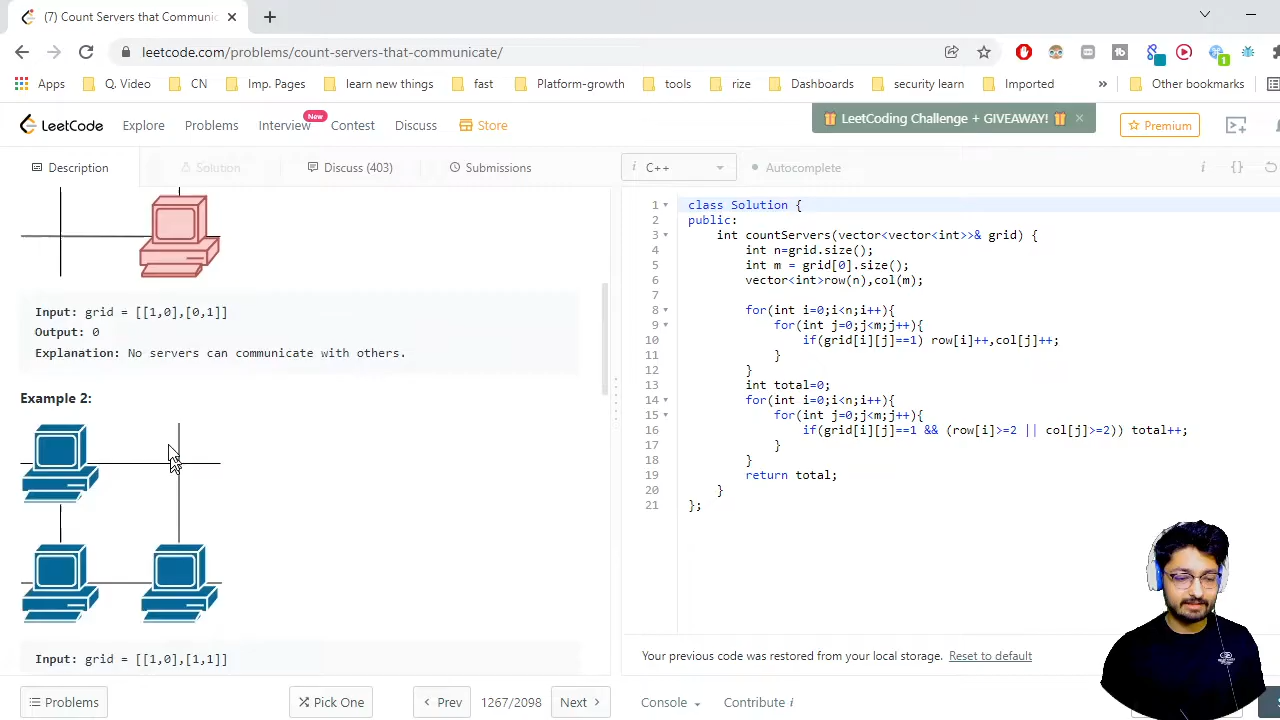 (7) Count Servers that Communic
leetcode.com/problems/count-servers-that-communicate/
Apps Q. Video CN Imp. Pages learn new things fast Platform-growth tools rize Dashboards security learn Imported » Other bookmarks
LeetCode Explore Problems Interview New Contest Discuss Store LeetCoding Challenge + GIVEAWAY! Premium
Description Solution Discuss (403) Submissions
i C++ Autocomplete i {}
Input: grid = [[1,0],[0,1]]
Output: 0
Explanation: No servers can communicate with others.
Example 2:
Input: grid = [[1,0],[1,1]]
1 class Solution {
2 public:
3 int countServers(vector<vector<int>>& grid) {
4 int n=grid.size();
5 int m = grid[0].size();
6 vector<int>row(n),col(m);
7
8 for(int i=0;i<n;i++){
9 for(int j=0;j<m;j++){
10 if(grid[i][j]==1) row[i]++,col[j]++;
11 }
12 }
13 int total=0;
14 for(int i=0;i<n;i++){
15 for(int j=0;j<m;j++){
16 if(grid[i][j]==1 && (row[i]>=2 || col[j]>=2)) total++;
17 }
18 }
19 return total;
20 }
21 };
Your previous code was restored from your local storage. Reset to default
Problems Pick One Prev 1267/2098 Next Console Contribute i